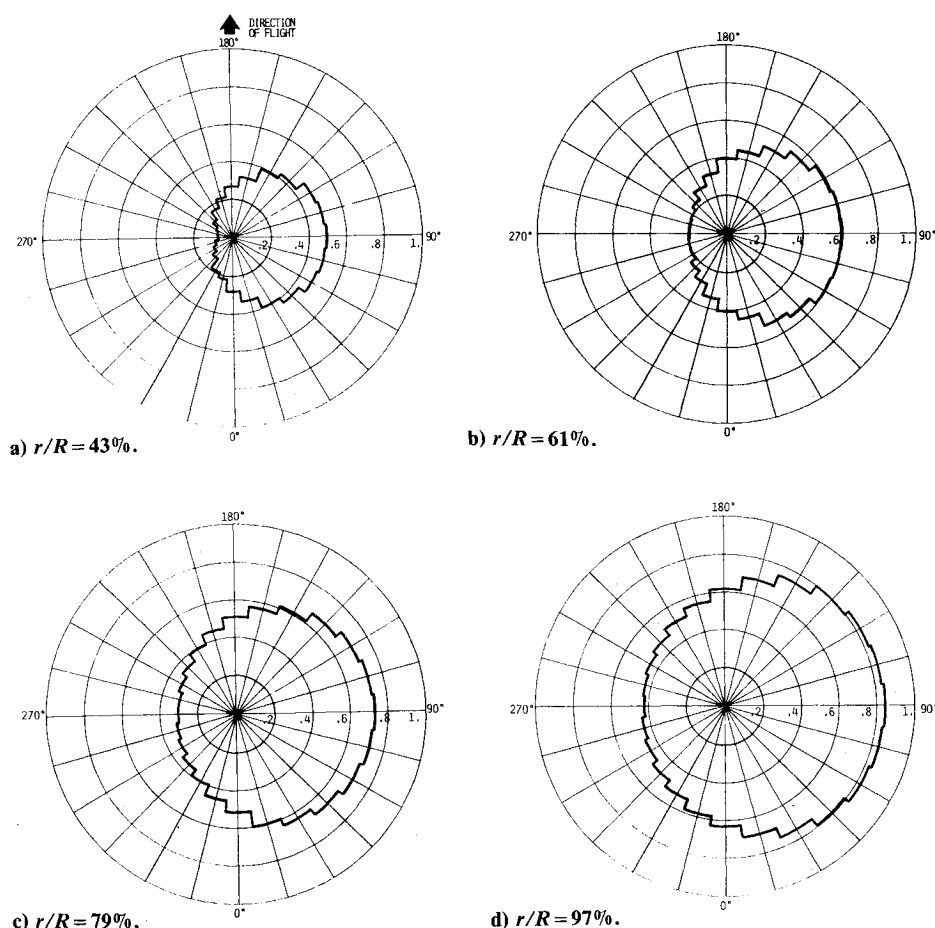 DIRECTION
OF FLIGHT
180°
270°
.2 .4 .6 .8 1.
90°
0°
a) r/R = 43%.
180°
270°
.2 .4 .6 .8 1.
90°
0°
b) r/R = 61%.
180°
270°
.2 .4 .6 .8 1.
90°
0°
c) r/R = 79%.
180°
270°
.2 .4 .6 .8 1.
90°
0°
d) r/R = 97%.